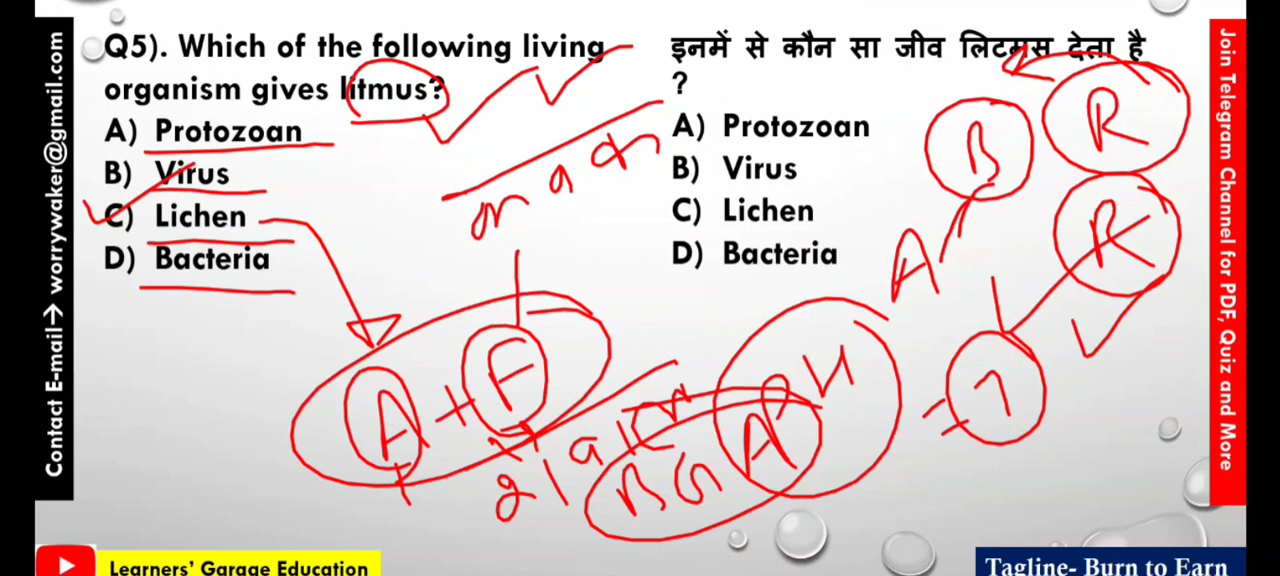 Contact E-mail→ worrywaker@gmail.com
Q5). Which of the following living
organism gives litmus?
A) Protozoan
B) Virus
C) Lichen
D) Bacteria
इनमें से कौन सा जीव लिटमस देता है
?
A) Protozoan
B) Virus
C) Lichen
D) Bacteria
B
R
R
A
A + F
BGA
PH
= 7
Join Telegram Channel for PDF, Quiz and More
Learners' Garage Education
Tagline- Burn to Earn